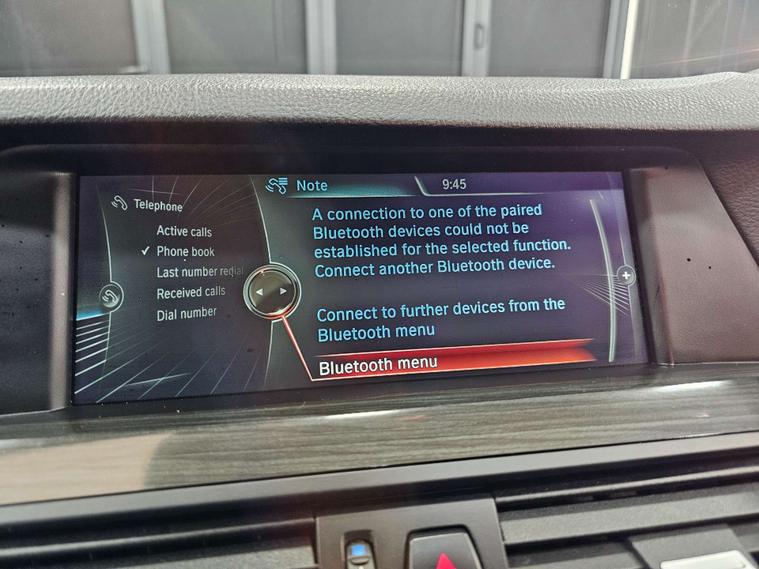 Telephone
Active calls
Phone book
Last number redial
Received calls
Dial number
Note
9:45
A connection to one of the paired
Bluetooth devices could not be
established for the selected function.
Connect another Bluetooth device.
Connect to further devices from the
Bluetooth menu
Bluetooth menu